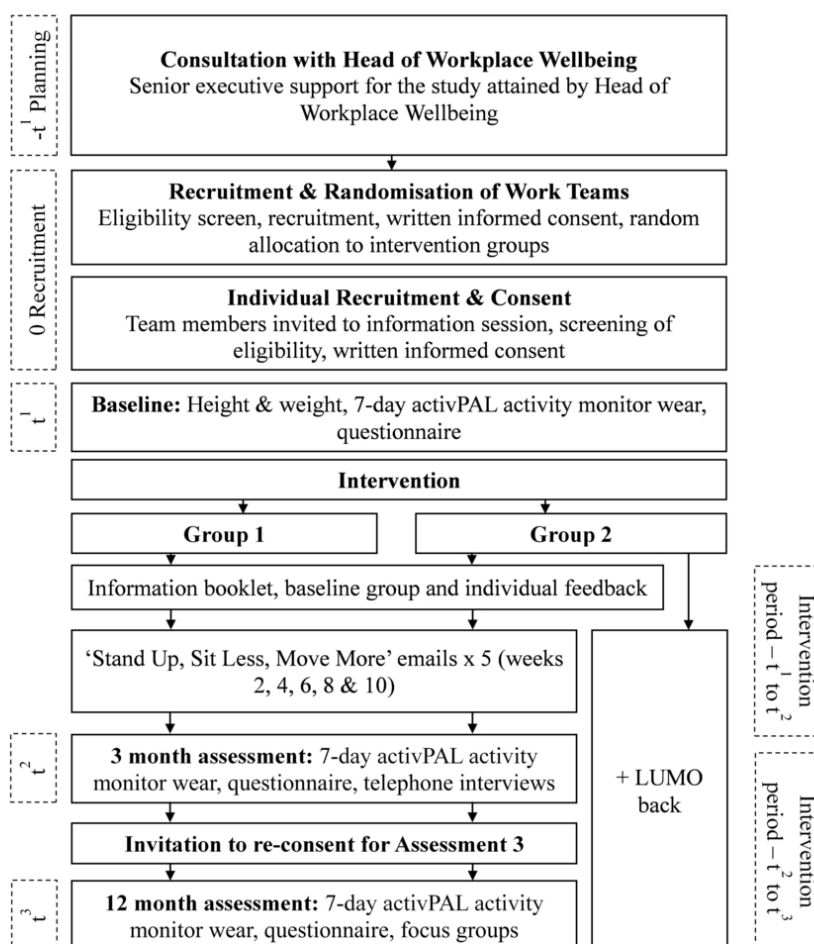 -t¹ Planning
Consultation with Head of Workplace Wellbeing
Senior executive support for the study attained by Head of
Workplace Wellbeing
0 Recruitment
Recruitment & Randomisation of Work Teams
Eligibility screen, recruitment, written informed consent, random
allocation to intervention groups
Individual Recruitment & Consent
Team members invited to information session, screening of
eligibility, written informed consent
t¹
Baseline: Height & weight, 7-day activPAL activity monitor wear,
questionnaire
Intervention
Group 1
Group 2
Information booklet, baseline group and individual feedback
Intervention
period – t¹ to t²
‘Stand Up, Sit Less, Move More’ emails x 5 (weeks
2, 4, 6, 8 & 10)
+ LUMO
back
t²
3 month assessment: 7-day activPAL activity
monitor wear, questionnaire, telephone interviews
Intervention
period – t² to t³
Invitation to re-consent for Assessment 3
t³
12 month assessment: 7-day activPAL activity
monitor wear, questionnaire, focus groups